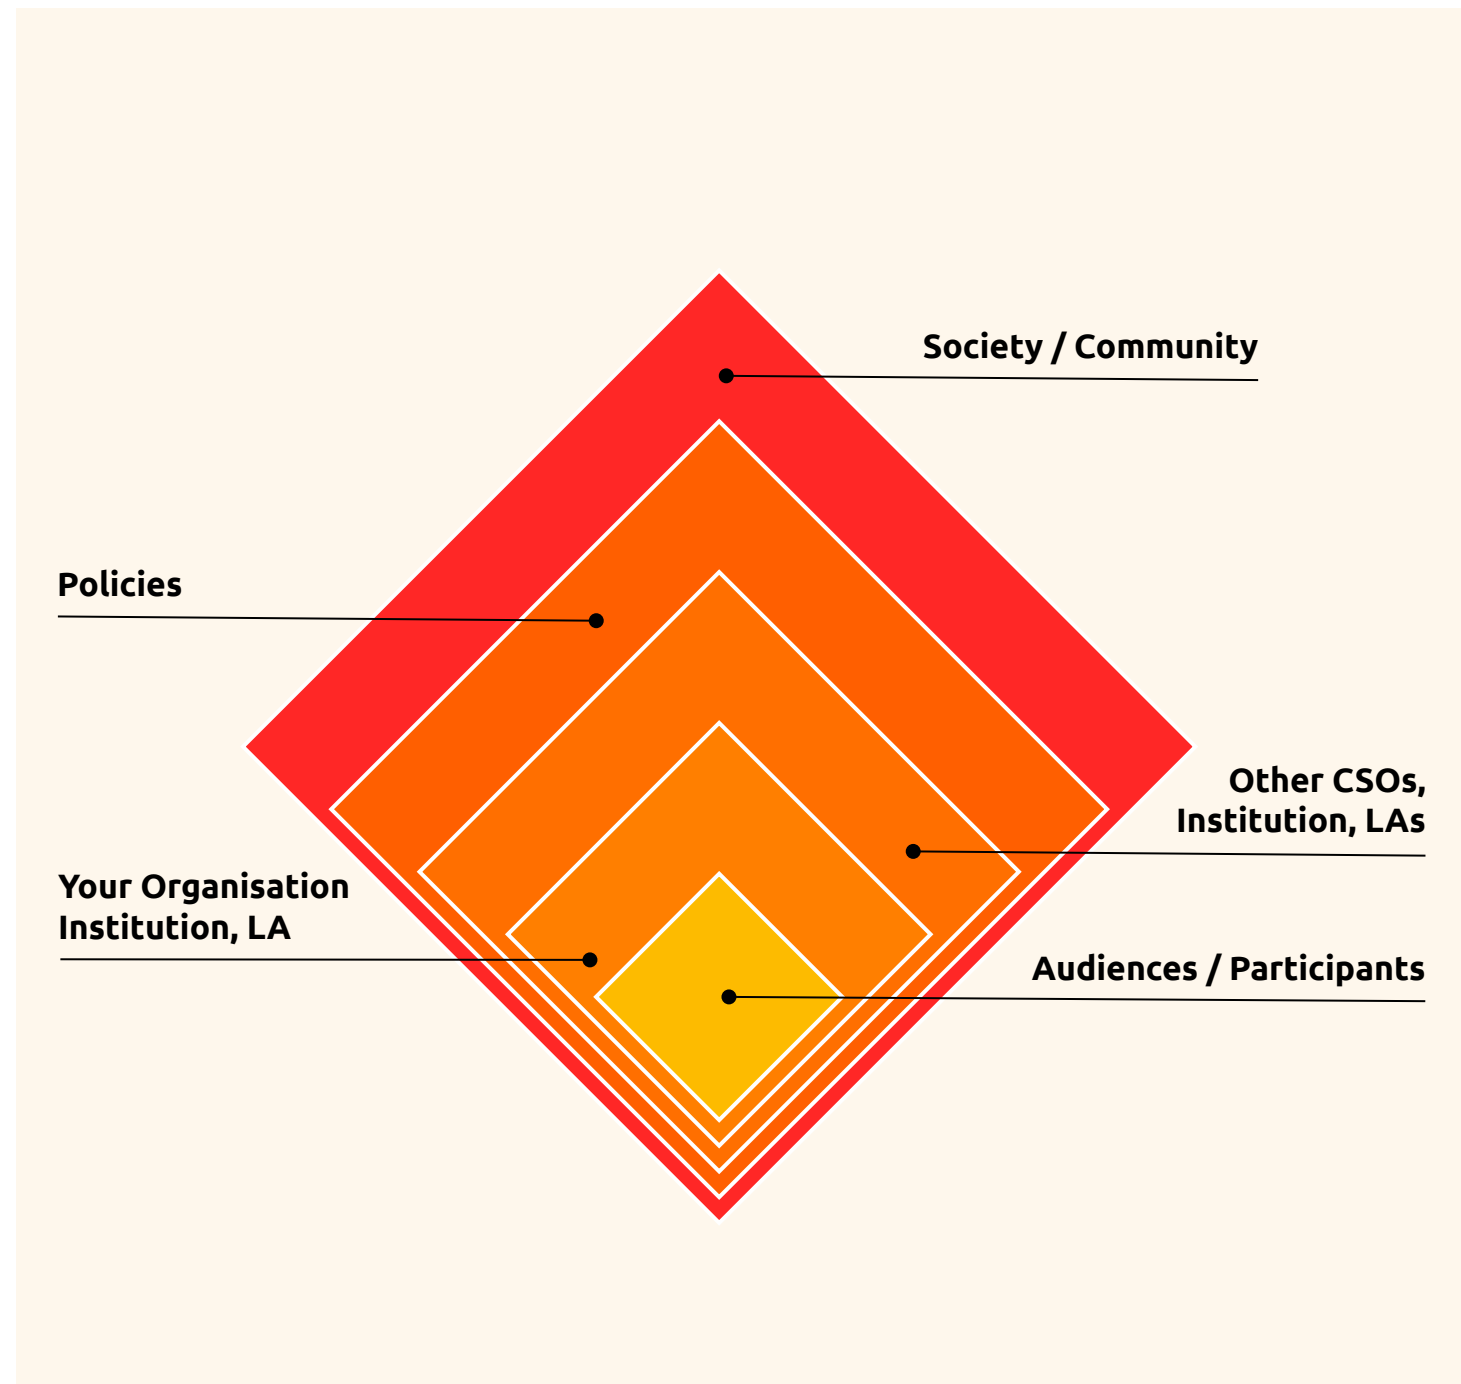 Society / Community
Policies
Other CSOs,
Institution, LAs
Your Organisation
Institution, LA
Audiences / Participants